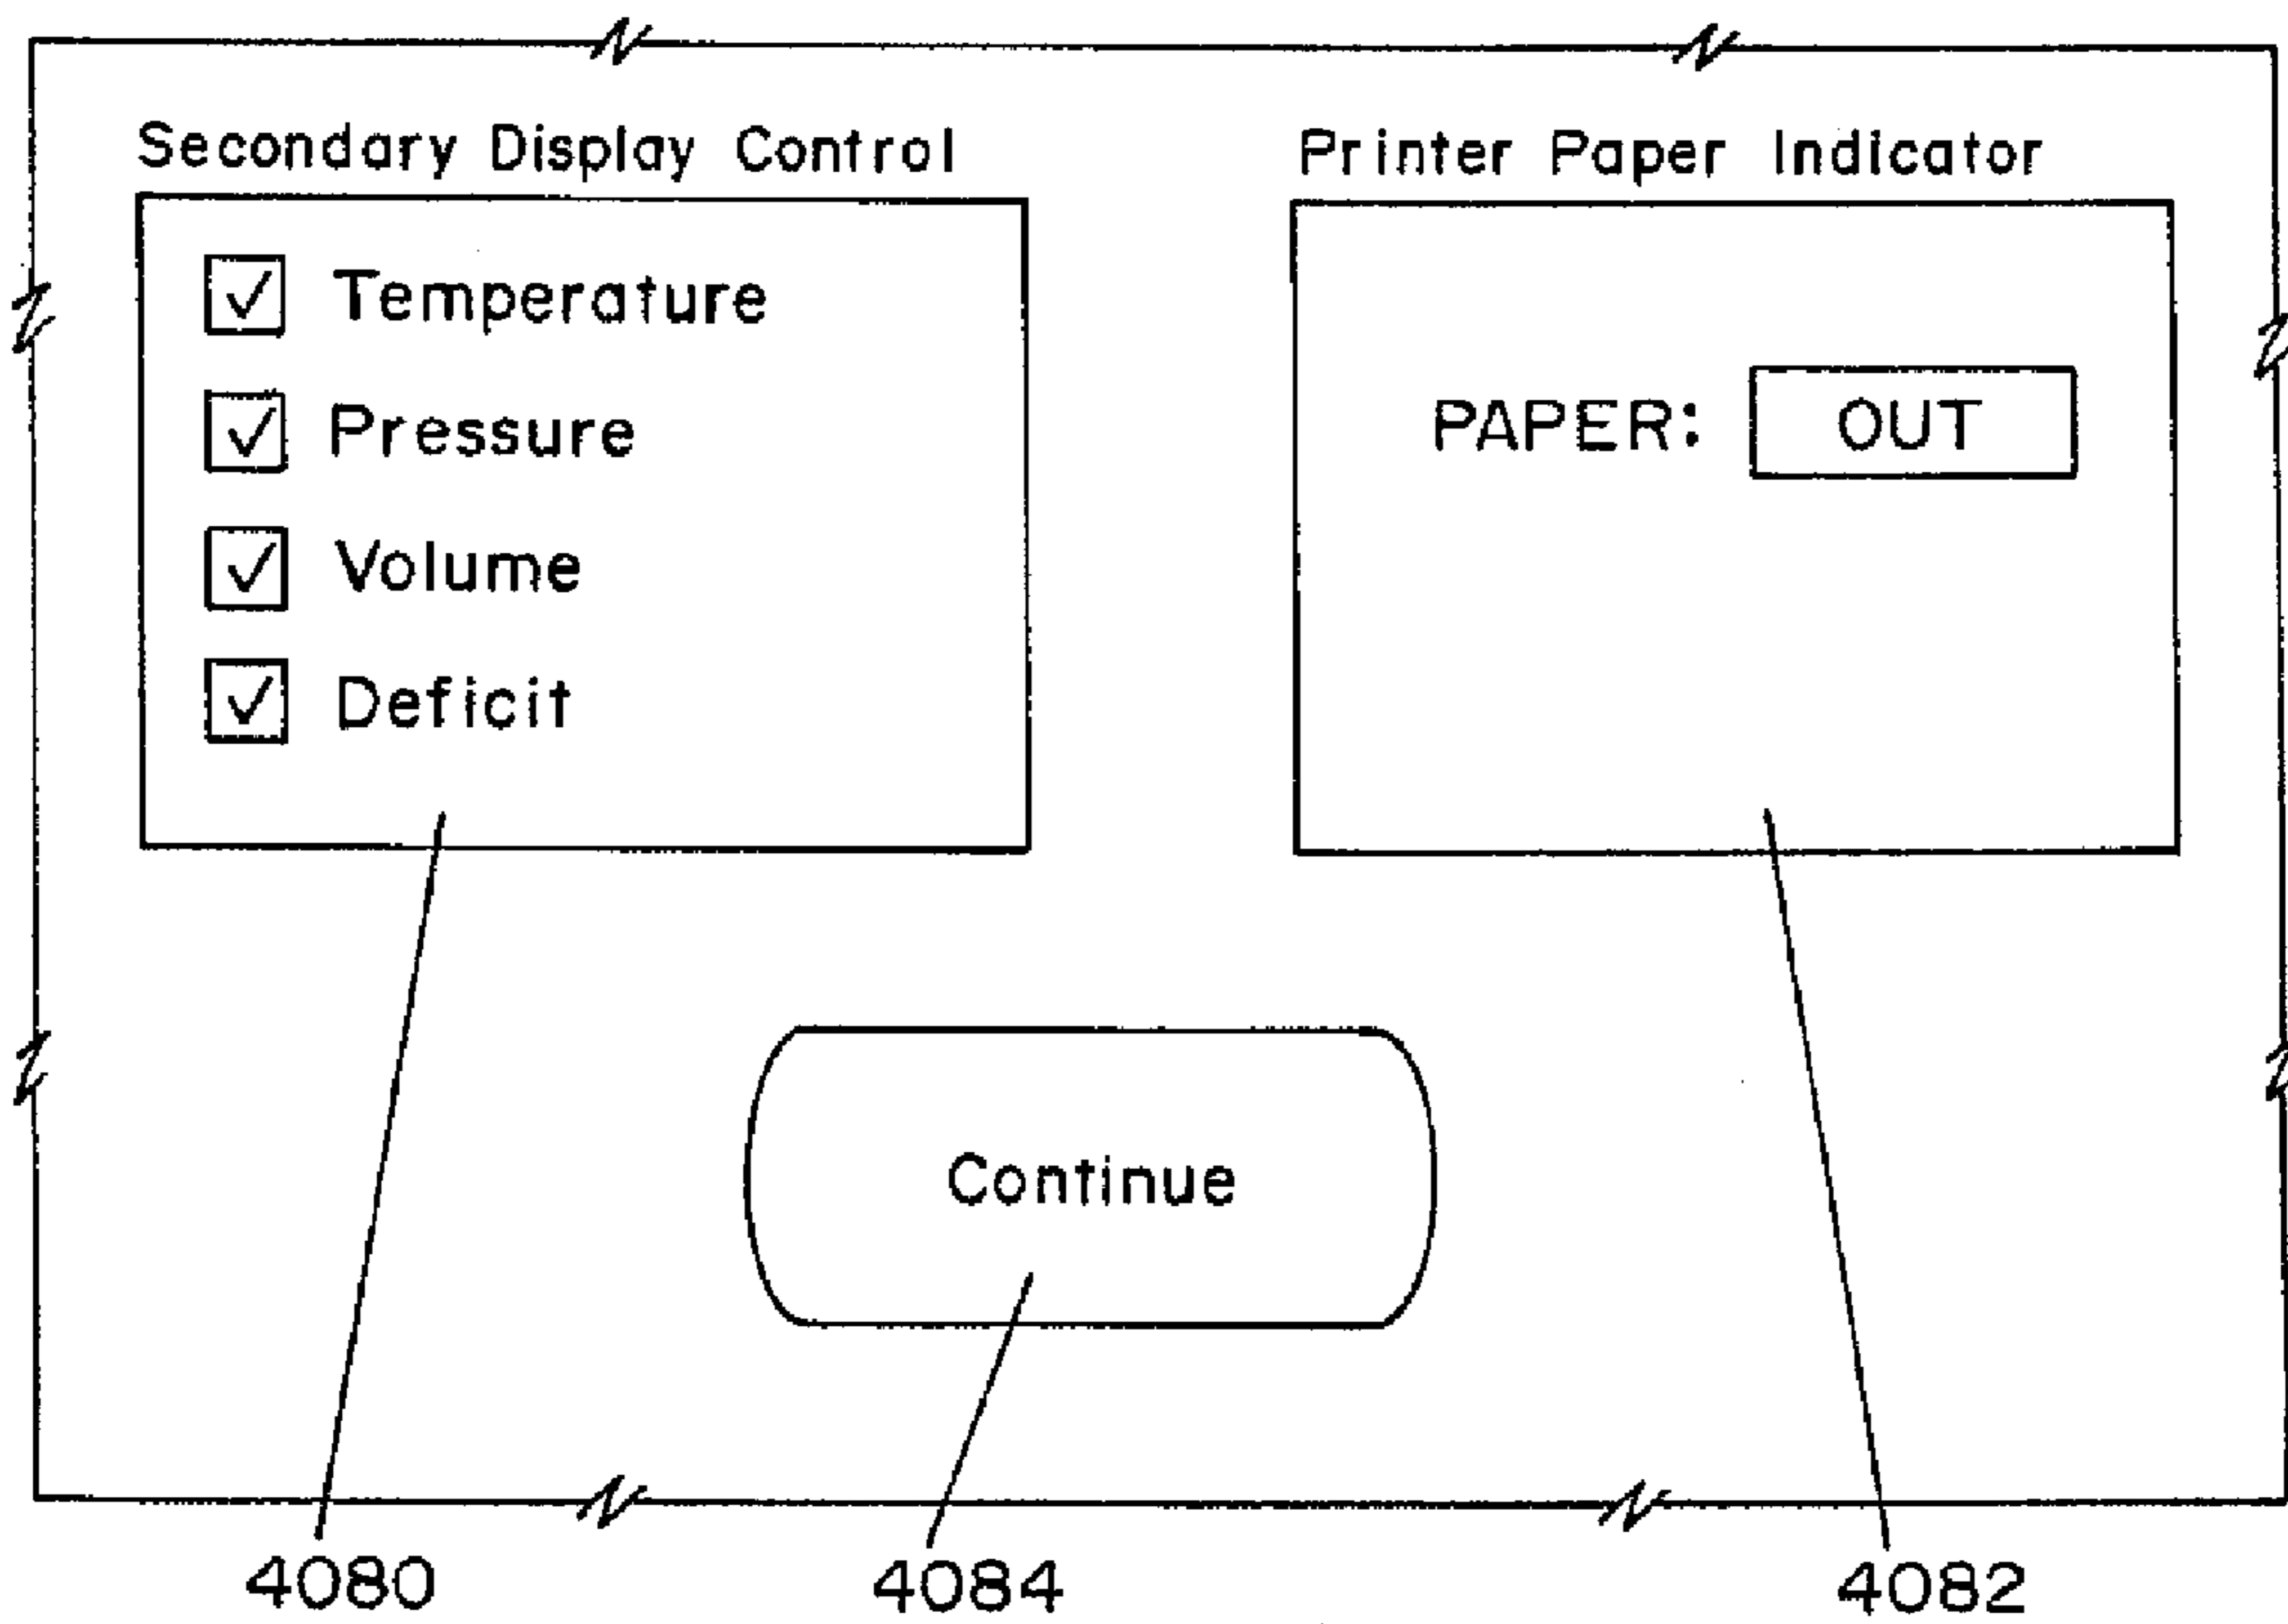 Secondary Display Control
Temperature
Pressure
Volume
Deficit
Printer Paper Indicator
PAPER: OUT
Continue
4080
4084
4082